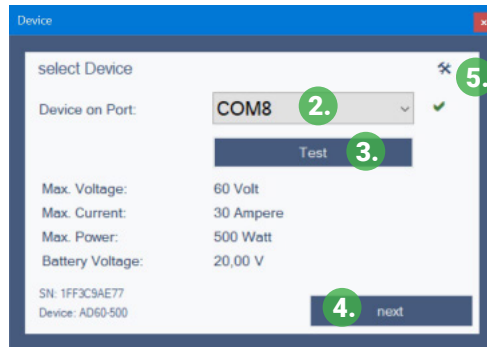 Device
select Device
5.
Device on Port: COM8 2.
Test 3.
Max. Voltage: 60 Volt
Max. Current: 30 Ampere
Max. Power: 500 Watt
Battery Voltage: 20,00 V
SN: 1FF3C9AE77
Device: AD60-500
4. next